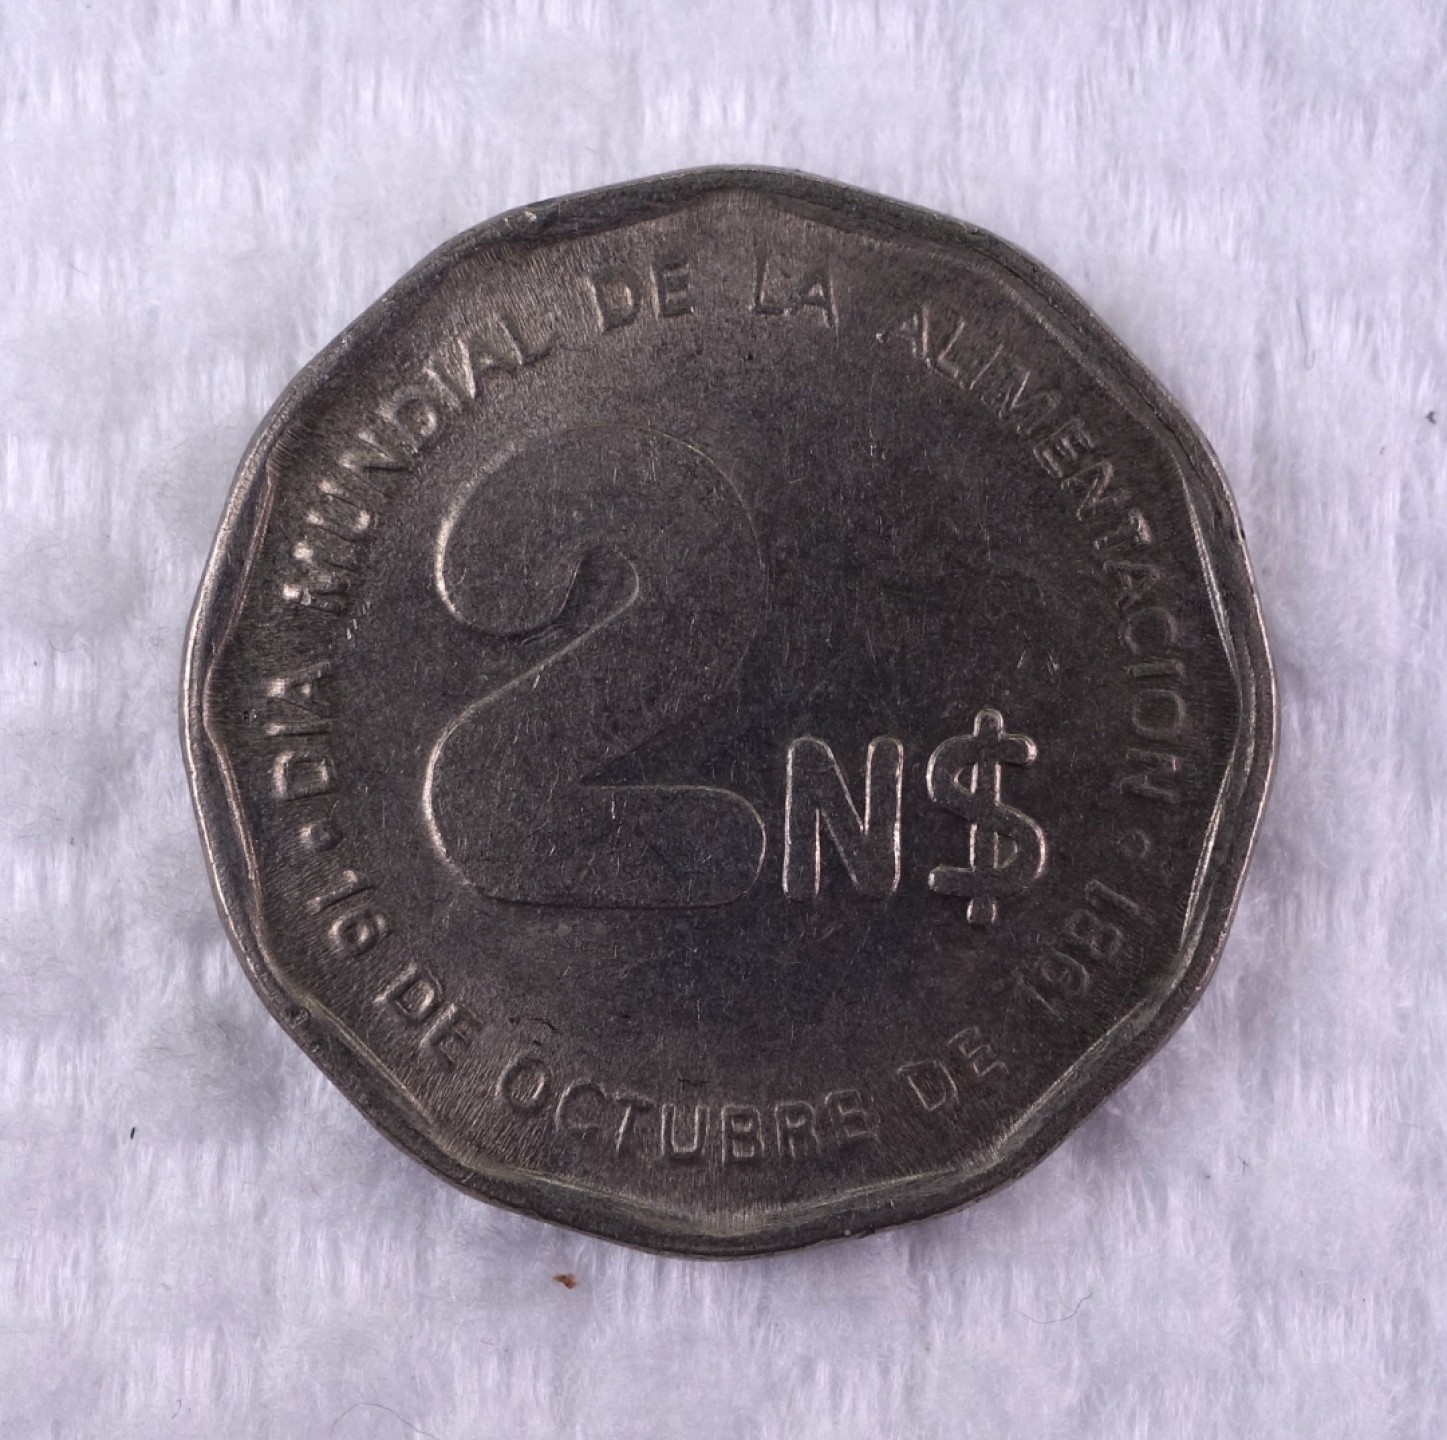 DIA MUNDIAL DE LA ALIMENTACION
2 N$
• 16 DE OCTUBRE DE 1981 •